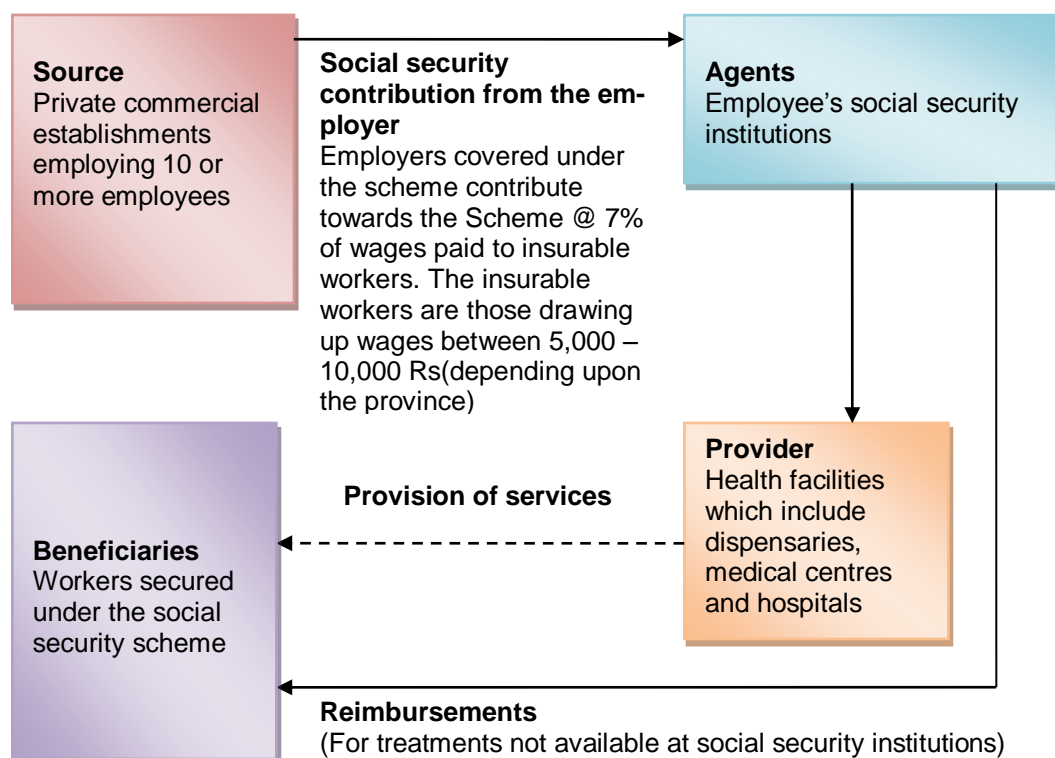 Source
Private commercial
establishments
employing 10 or
more employees
Social security
contribution from the em-
ployer
Employers covered under
the scheme contribute
towards the Scheme @ 7%
of wages paid to insurable
workers. The insurable
workers are those drawing
up wages between 5,000 –
10,000 Rs(depending upon
the province)
Agents
Employee’s social security
institutions
Provider
Health facilities
which include
dispensaries,
medical centres
and hospitals
Provision of services
Beneficiaries
Workers secured
under the social
security scheme
Reimbursements
(For treatments not available at social security institutions)